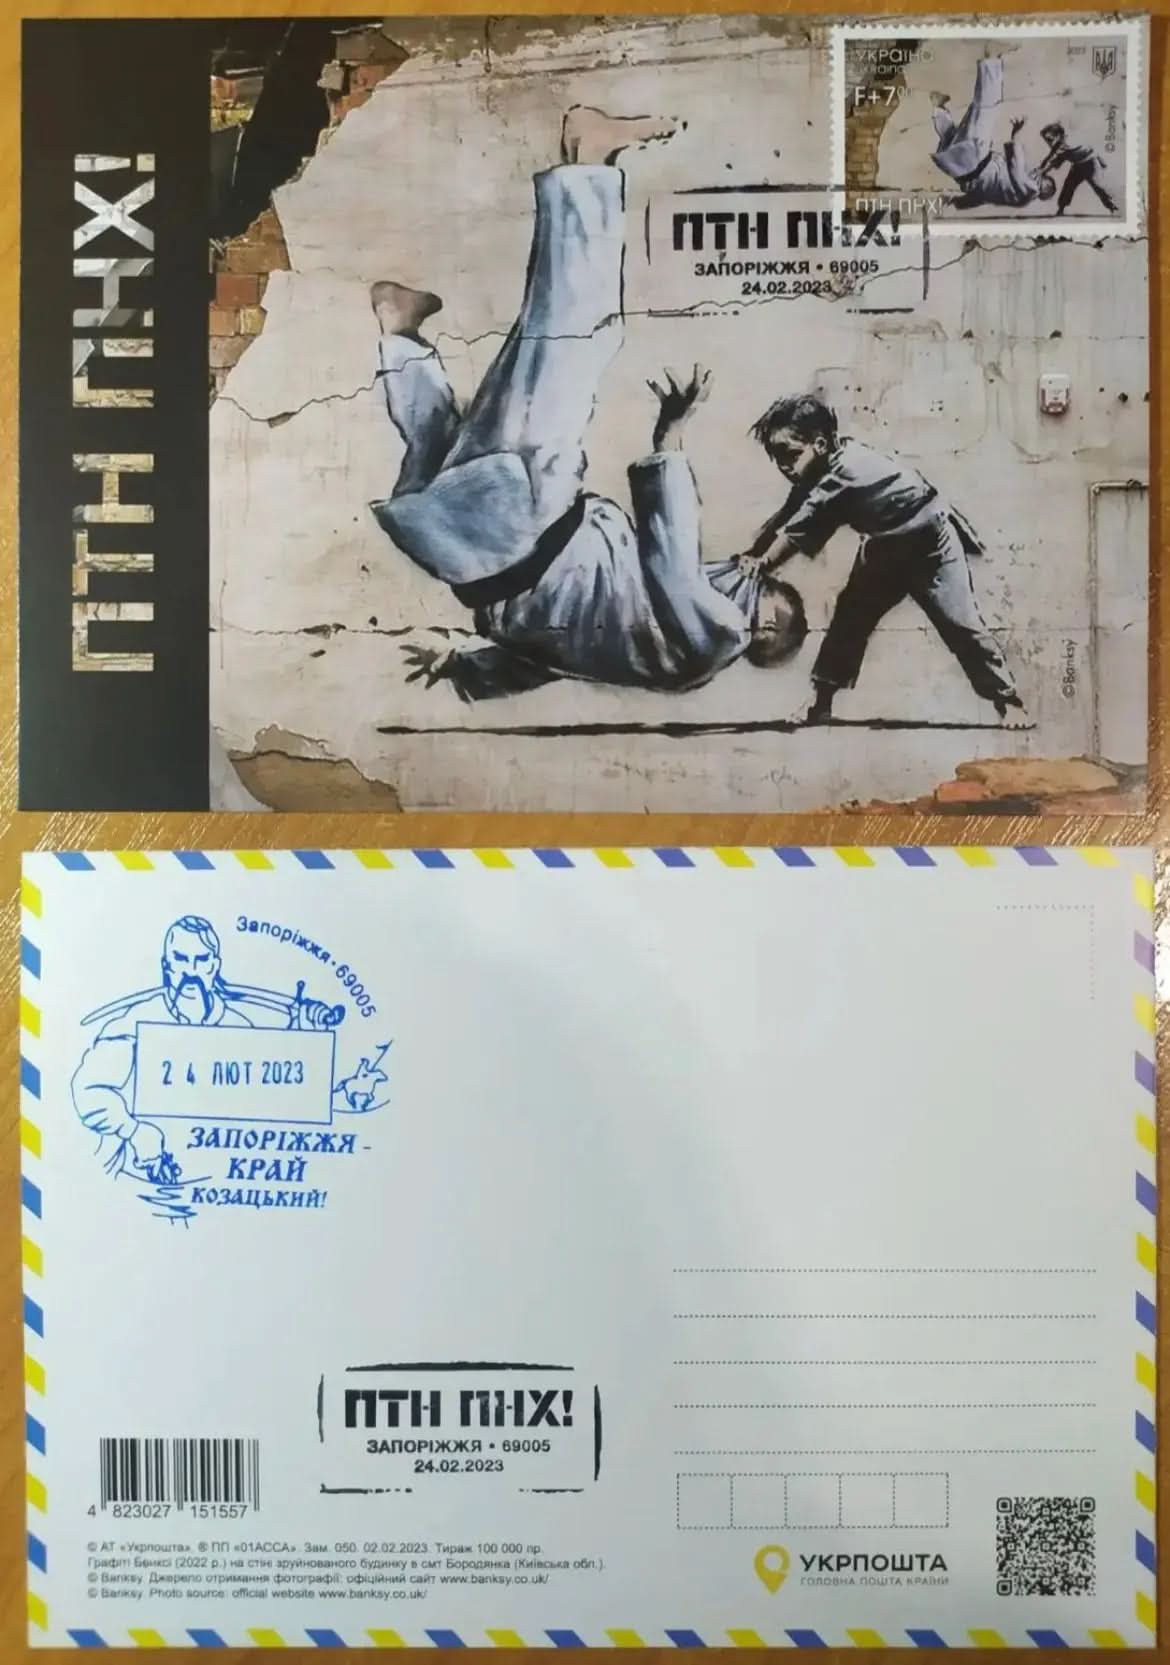 ПТН ПНХ!
УКРАЇНА
F+7
2023
© Banksy
ПТН ПНХ!
ПТН ПНХ!
ЗАПОРІЖЖЯ • 69005
24.02.2023
© Banksy
Запоріжжя • 69005
2 4 ЛЮТ 2023
ЗАПОРІЖЖЯ -
КРАЙ
КОЗАЦЬКИЙ!
ПТН ПНХ!
ЗАПОРІЖЖЯ • 69005
24.02.2023
4 823027 151557
© АТ «Укрпошта». ® ПП «01АССА». Зам. 050. 02.02.2023. Тираж 100 000 пр.
Графіті Бенксі (2022 р.) на стіні зруйнованого будинку в смт Бородянка (Київська обл.).
© Banksy. Джерело отримання фотографії: офіційний сайт www.banksy.co.uk/
© Banksy. Photo source: official website www.banksy.co.uk/
УКРПОШТА
ГОЛОВНА ПОШТА КРАЇНИ